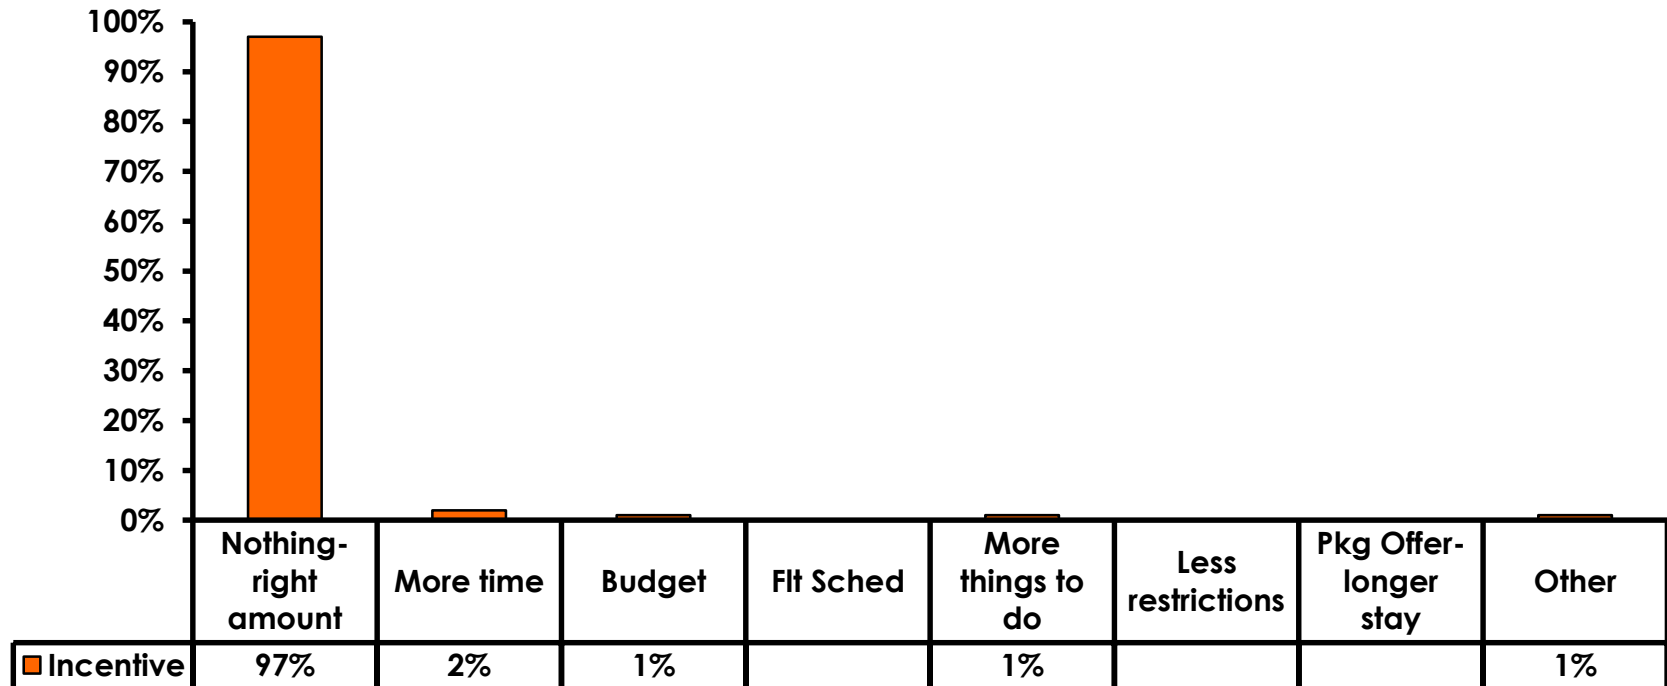 100%
90%
80%
70%
60%
50%
40%
30%
20%
10%
0%
Nothing-
right
amount
More time
Budget
Flt Sched
More
things to
do
Less
restrictions
Pkg Offer-
longer
stay
Other
Incentive 97% 2% 1% 1% 1%